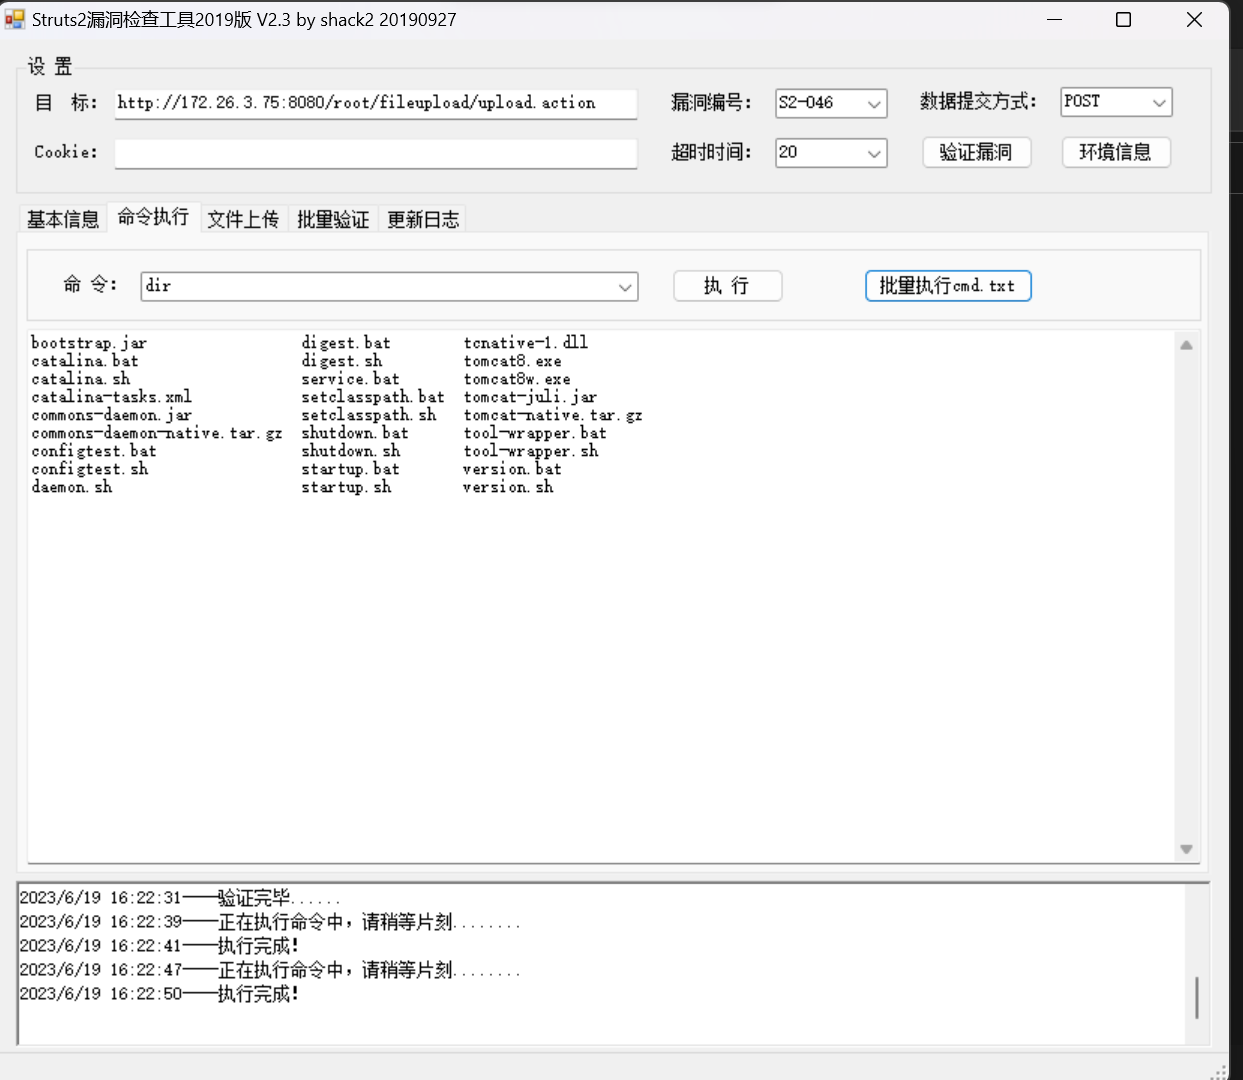 Struts2漏洞检查工具2019版 V2.3 by shack2 20190927
设 置
目 标: http://172.26.3.75:8080/root/fileupload/upload.action 漏洞编号: S2-046 数据提交方式: POST
Cookie: 超时时间: 20 验证漏洞 环境信息
基本信息 命令执行 文件上传 批量验证 更新日志
命 令: dir 执 行 批量执行cmd.txt
bootstrap.jar digest.bat tcnative-1.dll
catalina.bat digest.sh tomcat8.exe
catalina.sh service.bat tomcat8w.exe
catalina-tasks.xml setclasspath.bat tomcat-juli.jar
commons-daemon.jar setclasspath.sh tomcat-native.tar.gz
commons-daemon-native.tar.gz shutdown.bat tool-wrapper.bat
configtest.bat shutdown.sh tool-wrapper.sh
configtest.sh startup.bat version.bat
daemon.sh startup.sh version.sh
2023/6/19 16:22:31——验证完毕......
2023/6/19 16:22:39——正在执行命令中，请稍等片刻........
2023/6/19 16:22:41——执行完成!
2023/6/19 16:22:47——正在执行命令中，请稍等片刻........
2023/6/19 16:22:50——执行完成!